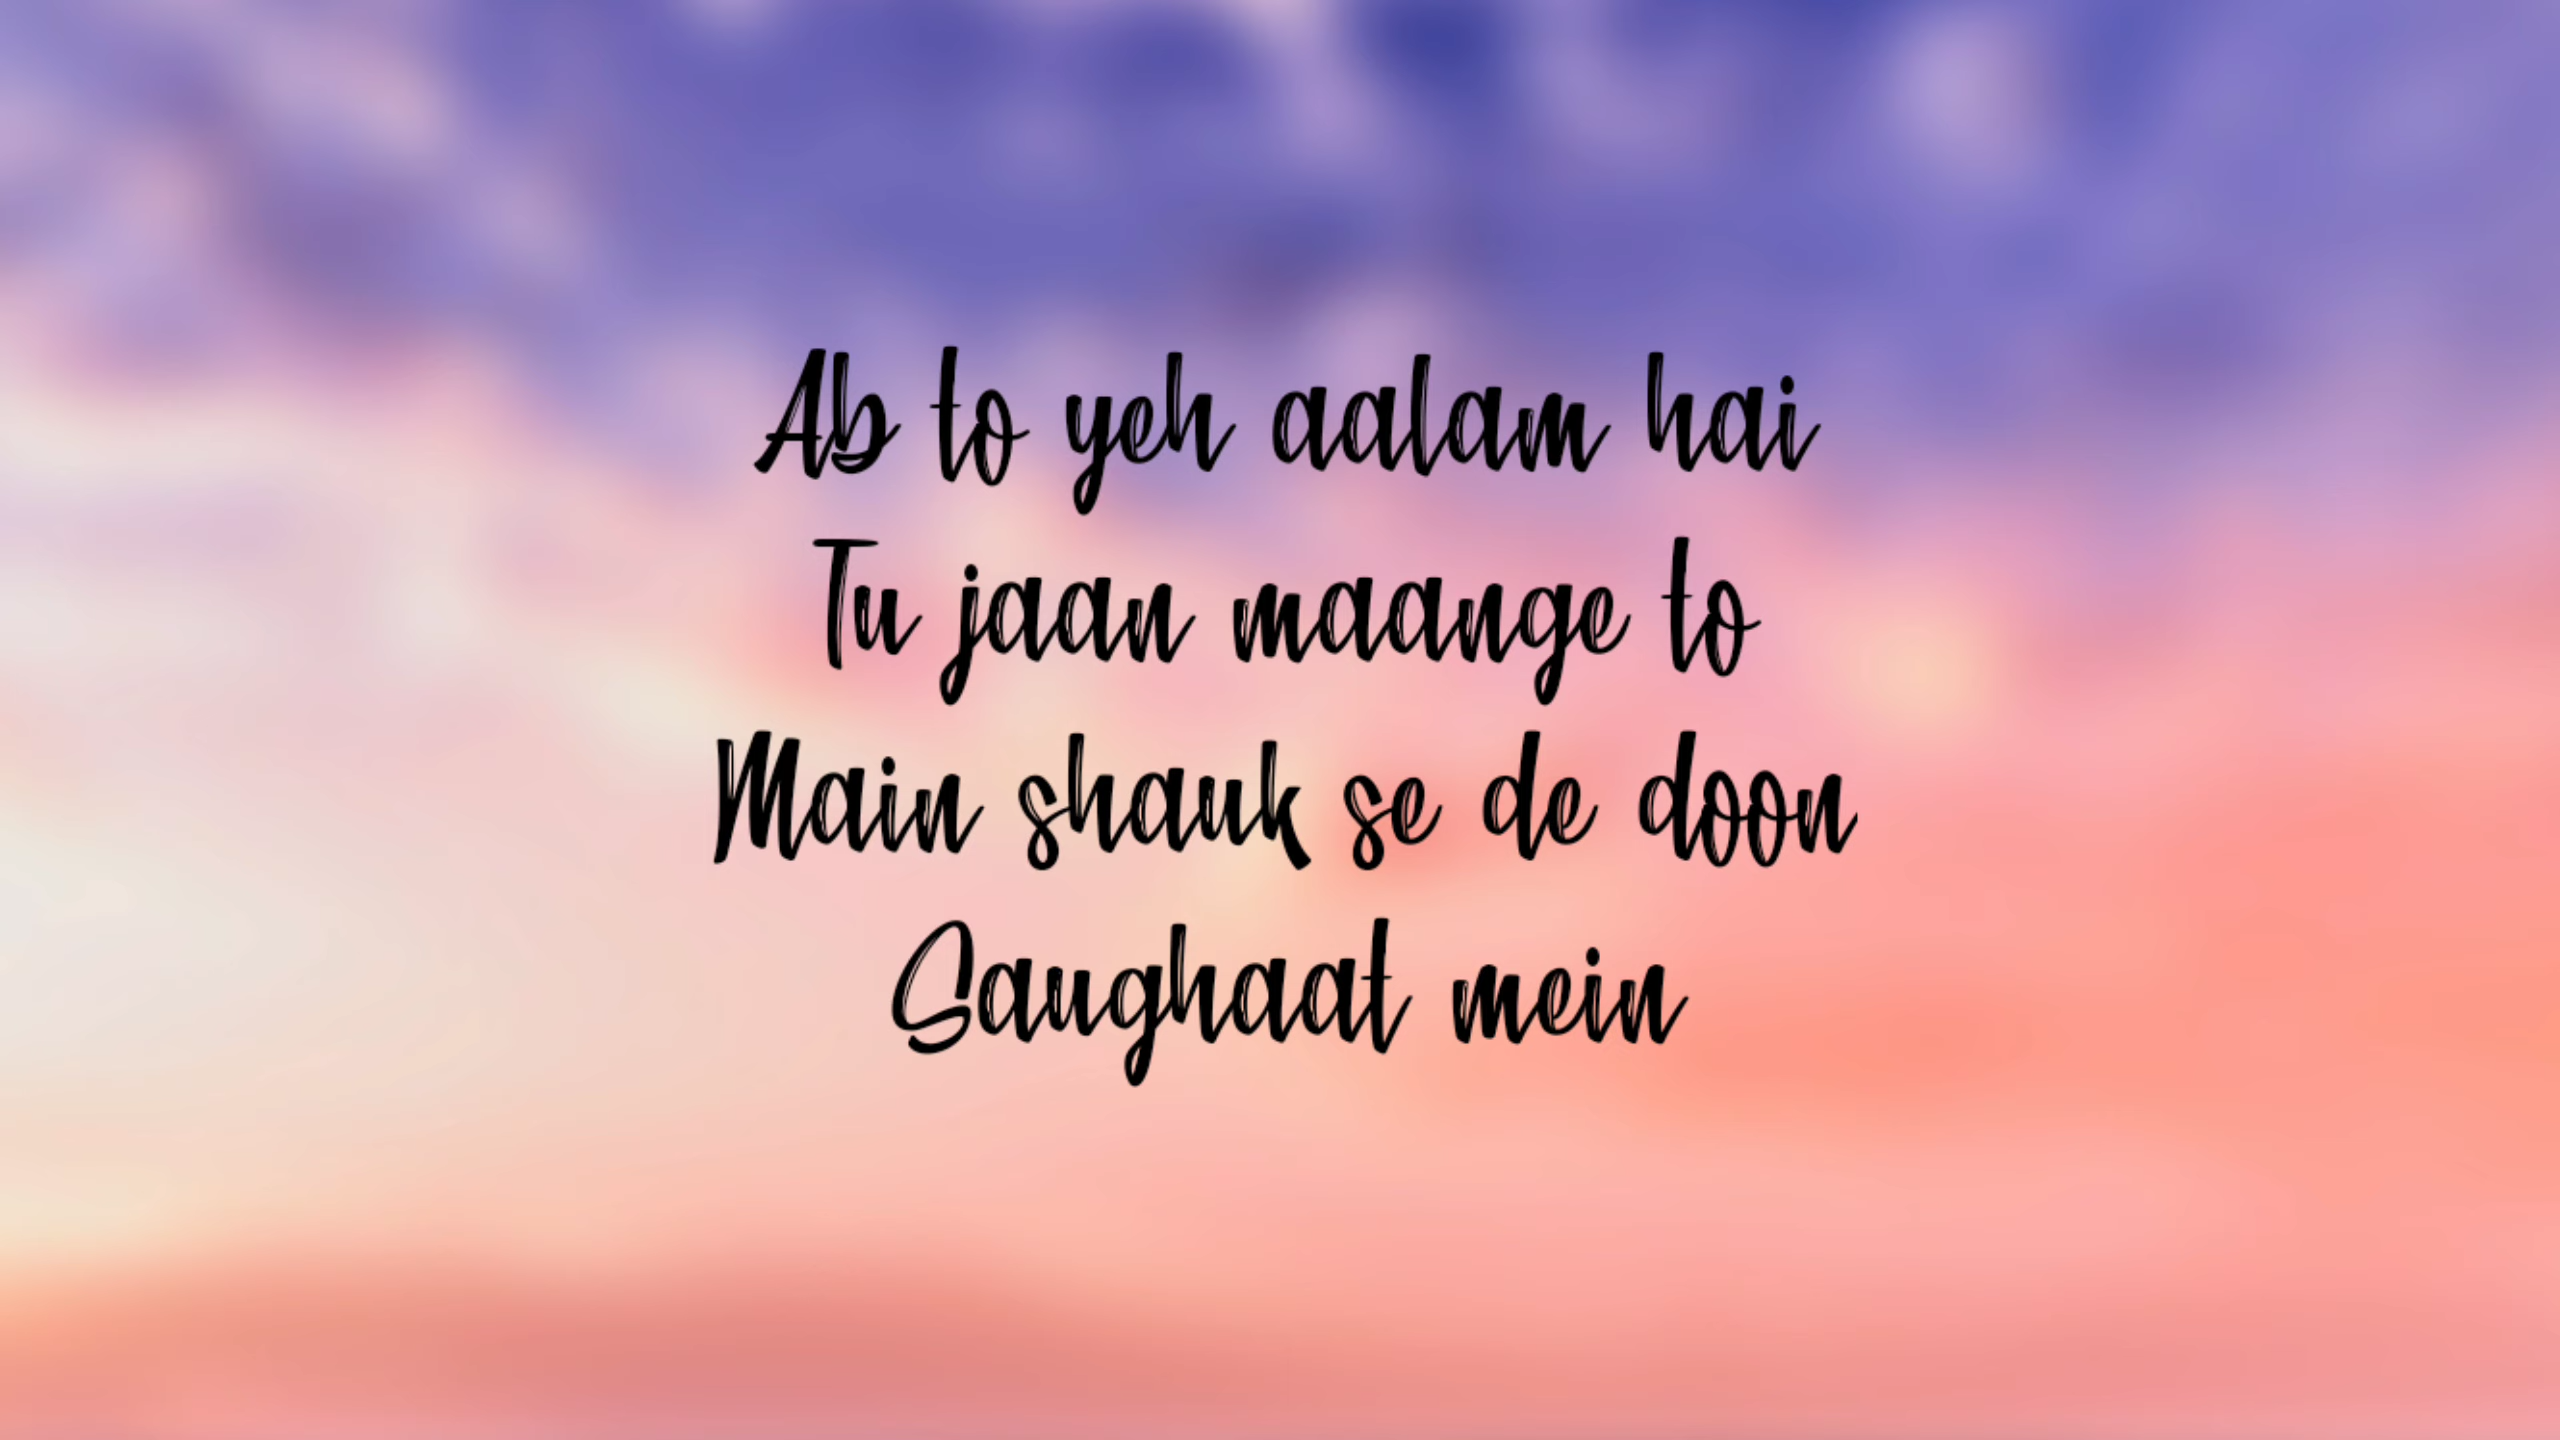 Ab to yeh aalam hai
Tu jaan maange to
Main shauk se de doon
Saughaat mein